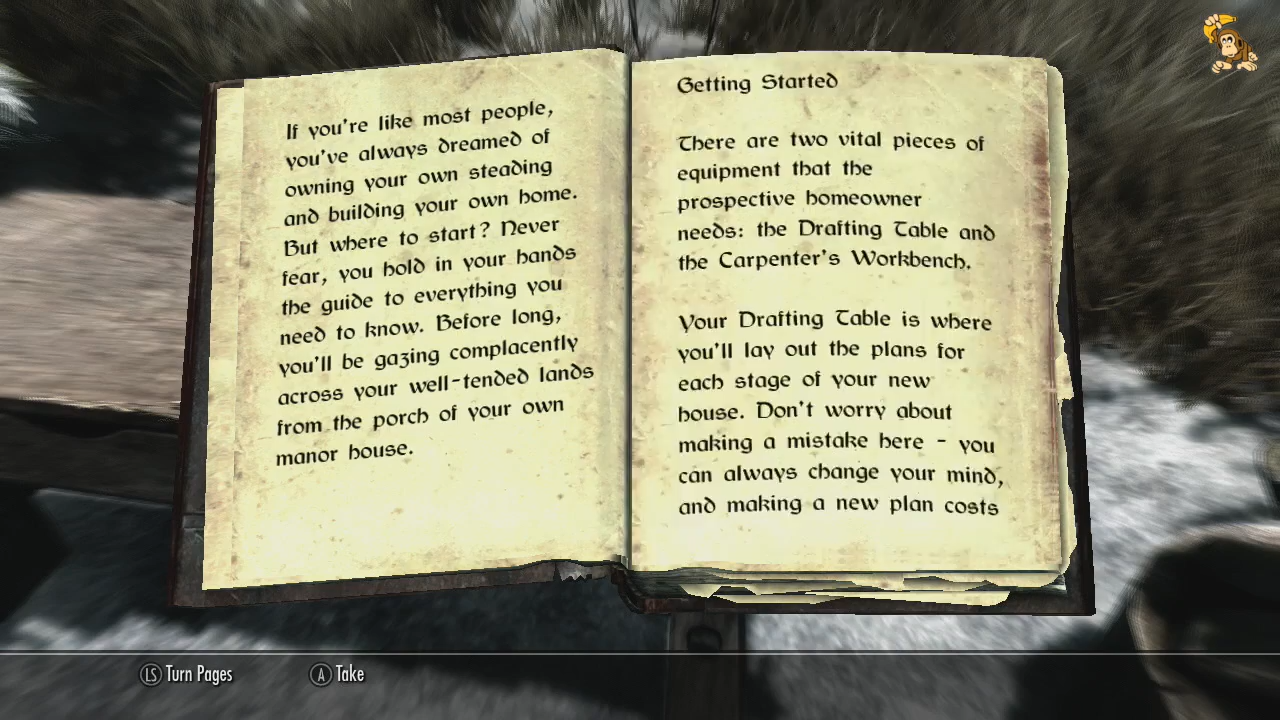 If you're like most people,
you've always dreamed of
owning your own steading
and building your own home.
But where to start? Never
fear, you hold in your hands
the guide to everything you
need to know. Before long,
you'll be gazing complacently
across your well-tended lands
from the porch of your own
manor house.
Getting Started
There are two vital pieces of
equipment that the
prospective homeowner
needs: the Drafting Table and
the Carpenter's Workbench.
Your Drafting Table is where
you'll lay out the plans for
each stage of your new
house. Don't worry about
making a mistake here - you
can always change your mind,
and making a new plan costs
LS Turn Pages
A Take